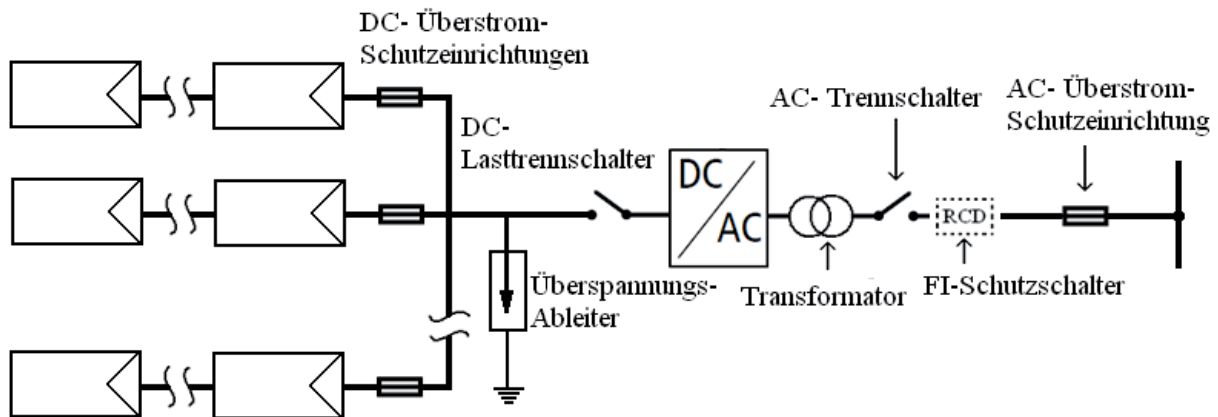 DC- Überstrom-
Schutzeinrichtungen
DC-
Lasttrennschalter
AC- Trennschalter
AC- Überstrom-
Schutzeinrichtung
DC
AC
RCD
Überspannungs-
Ableiter
Transformator
FI-Schutzschalter